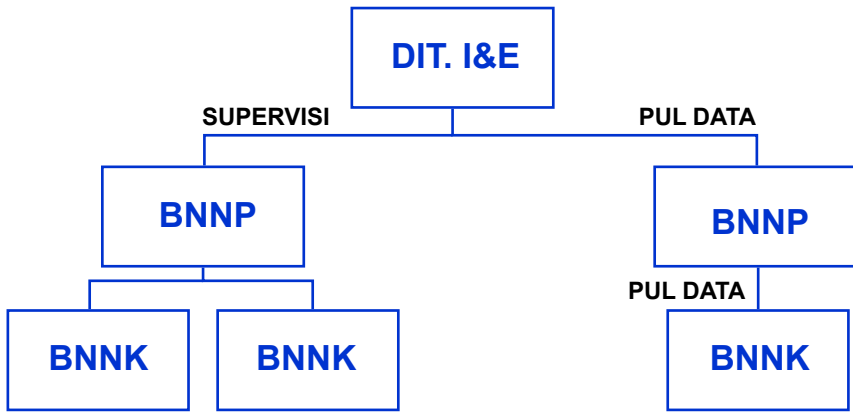 DIT. I&E
SUPERVISI
PUL DATA
BNNP
BNNP
PUL DATA
BNNK
BNNK
BNNK